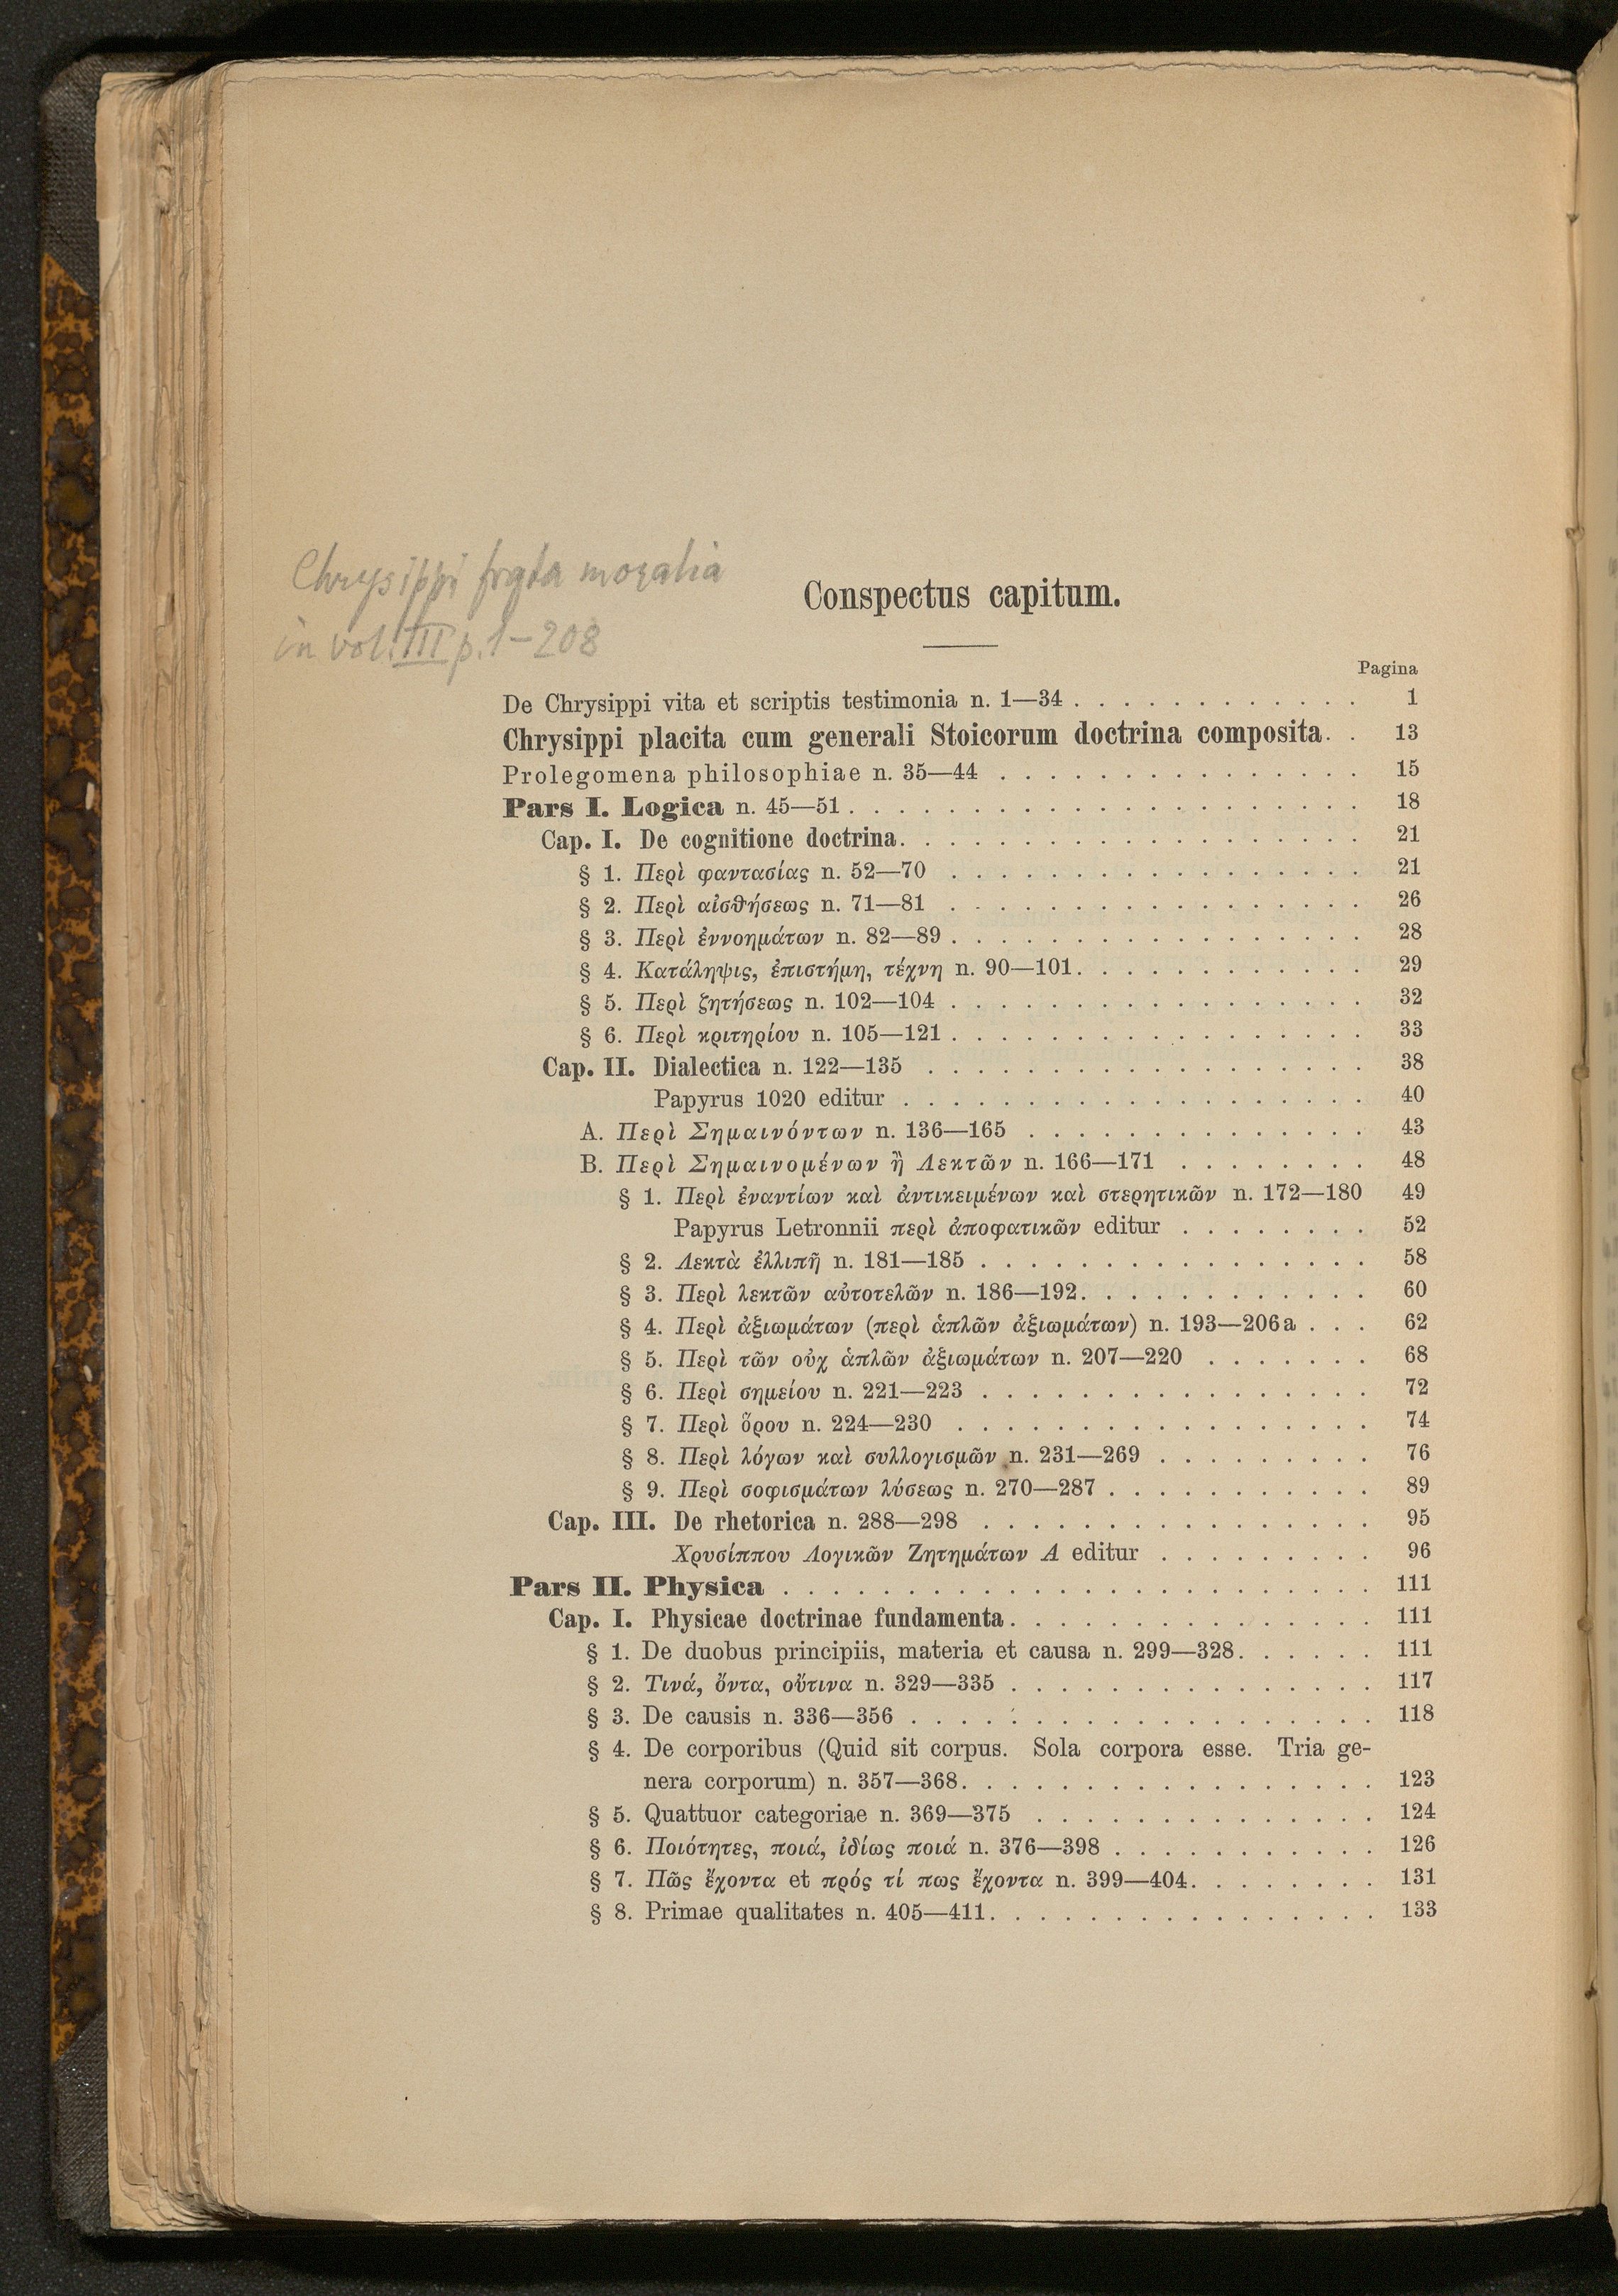 Chrysippi frgta moralia
in vol. III p. 1-208
Conspectus capitum.
Pagina
De Chrysippi vita et scriptis testimonia n. 1—34 . . . . . . . . . . . . 1
Chrysippi placita cum generali Stoicorum doctrina composita. . 13
Prolegomena philosophiae n. 35—44 . . . . . . . . . . . . . . . 15
Pars I. Logica n. 45—51 . . . . . . . . . . . . . . . . . . . . . 18
Cap. I. De cognitione doctrina. . . . . . . . . . . . . . . . . . . 21
§ 1. Περὶ φαντασίας n. 52—70 . . . . . . . . . . . . . . . . . 21
§ 2. Περὶ αἰσθήσεως n. 71—81 . . . . . . . . . . . . . . . . . 26
§ 3. Περὶ ἐννοημάτων n. 82—89 . . . . . . . . . . . . . . . . . 28
§ 4. Κατάληψις, ἐπιστήμη, τέχνη n. 90—101. . . . . . . . . . . . 29
§ 5. Περὶ ζητήσεως n. 102—104 . . . . . . . . . . . . . . . . . 32
§ 6. Περὶ κριτηρίου n. 105—121 . . . . . . . . . . . . . . . . . 33
Cap. II. Dialectica n. 122—135 . . . . . . . . . . . . . . . . . . 38
Papyrus 1020 editur . . . . . . . . . . . . . . . . . . . 40
A. Περὶ Σημαινόντων n. 136—165 . . . . . . . . . . . . . . 43
B. Περὶ Σημαινομένων ἢ Λεκτῶν n. 166—171 . . . . . . . . 48
§ 1. Περὶ ἐναντίων καὶ ἀντικειμένων καὶ στερητικῶν n. 172—180 49
Papyrus Letronnii περὶ ἀποφατικῶν editur . . . . . . . . 52
§ 2. Λεκτὰ ἐλλιπῆ n. 181—185 . . . . . . . . . . . . . . . . 58
§ 3. Περὶ λεκτῶν αὐτοτελῶν n. 186—192. . . . . . . . . . . . 60
§ 4. Περὶ ἀξιωμάτων (περὶ ἁπλῶν ἀξιωμάτων) n. 193—206a . . . 62
§ 5. Περὶ τῶν οὐχ ἁπλῶν ἀξιωμάτων n. 207—220 . . . . . . . 68
§ 6. Περὶ σημείου n. 221—223 . . . . . . . . . . . . . . . . 72
§ 7. Περὶ ὅρου n. 224—230 . . . . . . . . . . . . . . . . . 74
§ 8. Περὶ λόγων καὶ συλλογισμῶν n. 231—269 . . . . . . . . . 76
§ 9. Περὶ σοφισμάτων λύσεως n. 270—287 . . . . . . . . . . . 89
Cap. III. De rhetorica n. 288—298 . . . . . . . . . . . . . . . . 95
Χρυσίππου Λογικῶν Ζητημάτων Α editur . . . . . . . . . 96
Pars II. Physica . . . . . . . . . . . . . . . . . . . . . . . . 111
Cap. I. Physicae doctrinae fundamenta . . . . . . . . . . . . . . . 111
§ 1. De duobus principiis, materia et causa n. 299—328. . . . . . 111
§ 2. Τινά, ὄντα, οὔτινα n. 329—335 . . . . . . . . . . . . . . . 117
§ 3. De causis n. 336—356 . . . . . . . . . . . . . . . . . . . 118
§ 4. De corporibus (Quid sit corpus. Sola corpora esse. Tria ge-
nera corporum) n. 357—368. . . . . . . . . . . . . . . . . 123
§ 5. Quattuor categoriae n. 369—375 . . . . . . . . . . . . . . 124
§ 6. Ποιότητες, ποιά, ἰδίως ποιά n. 376—398 . . . . . . . . . . . 126
§ 7. Πῶς ἔχοντα et πρός τί πως ἔχοντα n. 399—404. . . . . . . . 131
§ 8. Primae qualitates n. 405—411. . . . . . . . . . . . . . . . 133